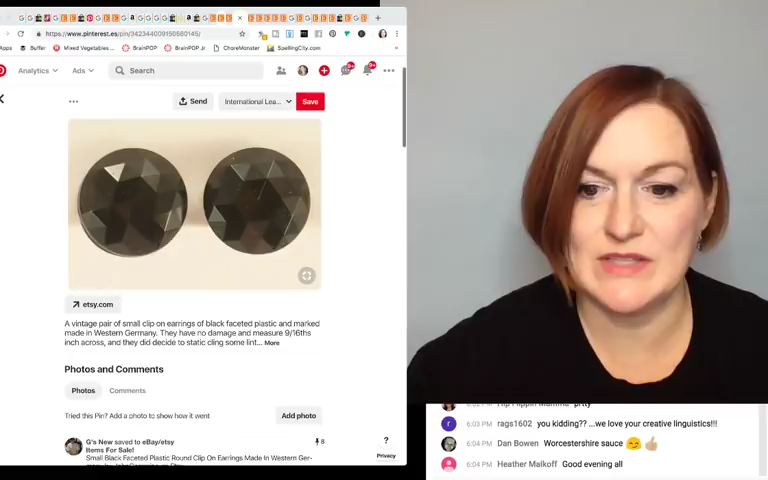 https://www.pinterest.es/pin/342344009150580145/
Apps
Buffer
Mixed Vegetables ...
BrainPOP
BrainPOP Jr
ChoreMonster
SpellingCity.com
Analytics
Ads
Search
9+
9+
Send
International Lea...
Save
etsy.com
A vintage pair of small clip on earrings of black faceted plastic and marked
made in Western Germany. They have no damage and measure 9/16ths
inch across, and they did decide to static cling some lint... More
Photos and Comments
Photos
Comments
Tried this Pin? Add a photo to show how it went
Add photo
G's New saved to eBay/etsy
Items For Sale!
8
Small Black Faceted Plastic Round Clip On Earrings Made In Western Ger-
?
Privacy
rags1602 you kidding?? ...we love your creative linguistics!!!
6:03 PM
6:04 PM Dan Bowen Worcestershire sauce 😊 👍
6:04 PM Heather Malkoff Good evening all